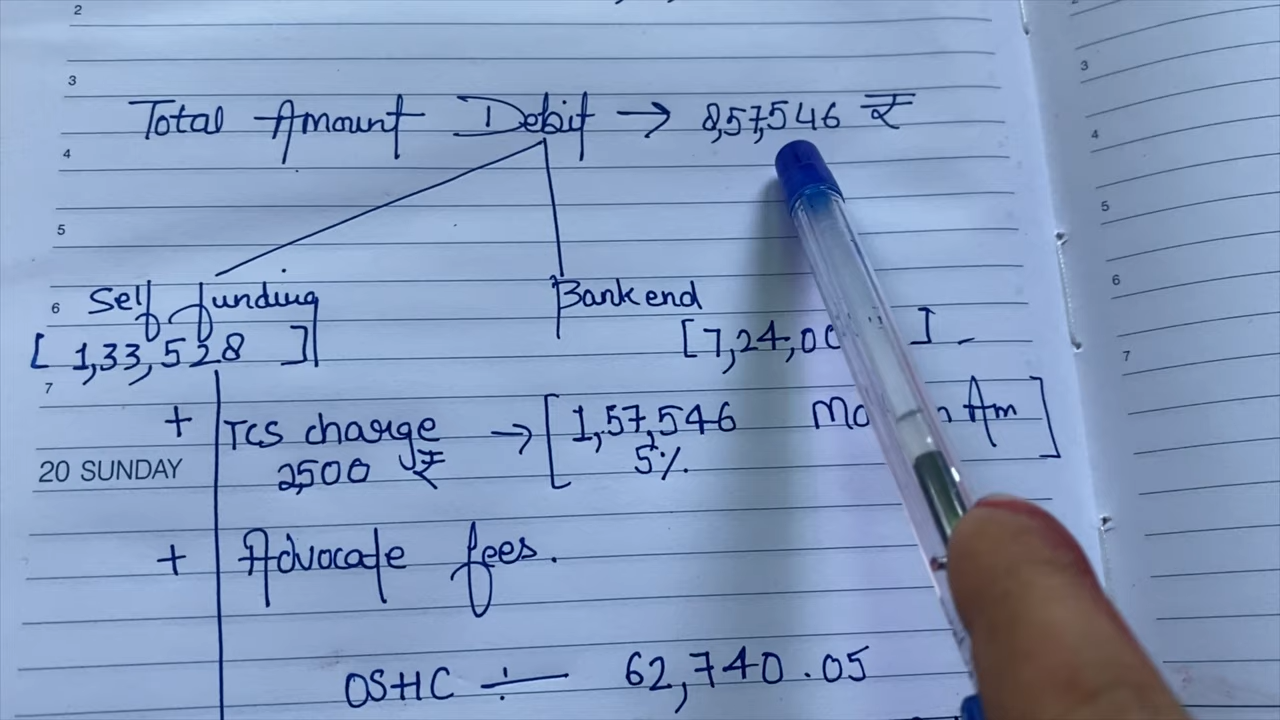 2
3
Total Amount Debit → 8,57,546 ₹
4
4
5
5
6 Self funding
Bank end
6
[ 1,33,528 ]
[7,24,00 ] -
7
7
+ TCS charge → [ 1,57,546 Am ]
20 SUNDAY 2,500 ₹ 5%
+ Advocate fees.
OSHC ÷ 62,740.05
3